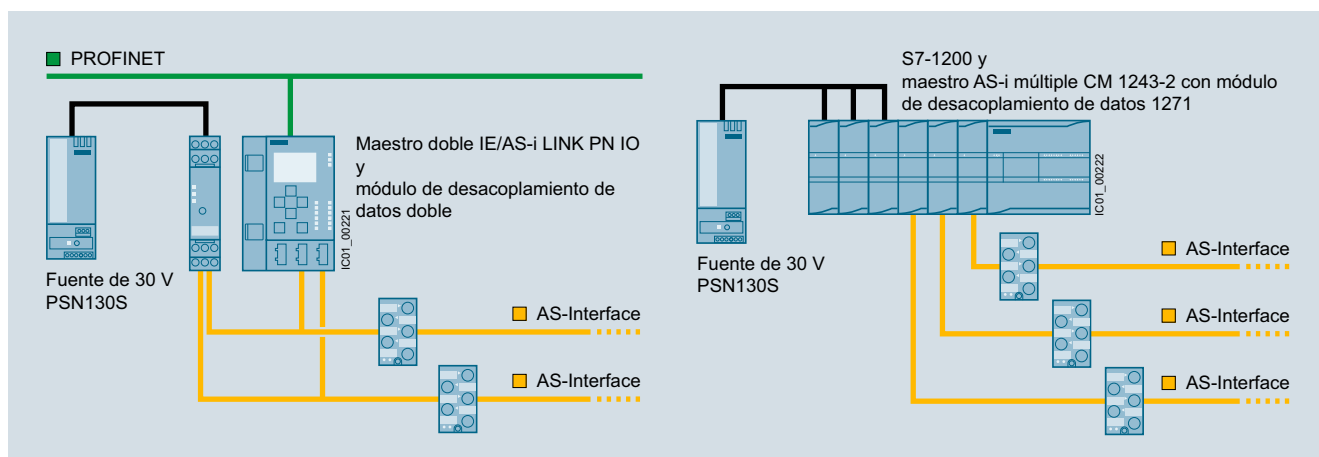 PROFINET
Maestro doble IE/AS-i LINK PN IO
y
módulo de desacoplamiento de
datos doble
IC01_00221
Fuente de 30 V
PSN130S
AS-Interface
AS-Interface
S7-1200 y
maestro AS-i múltiple CM 1243-2 con módulo
de desacoplamiento de datos 1271
IC01_00222
Fuente de 30 V
PSN130S
AS-Interface
AS-Interface
AS-Interface